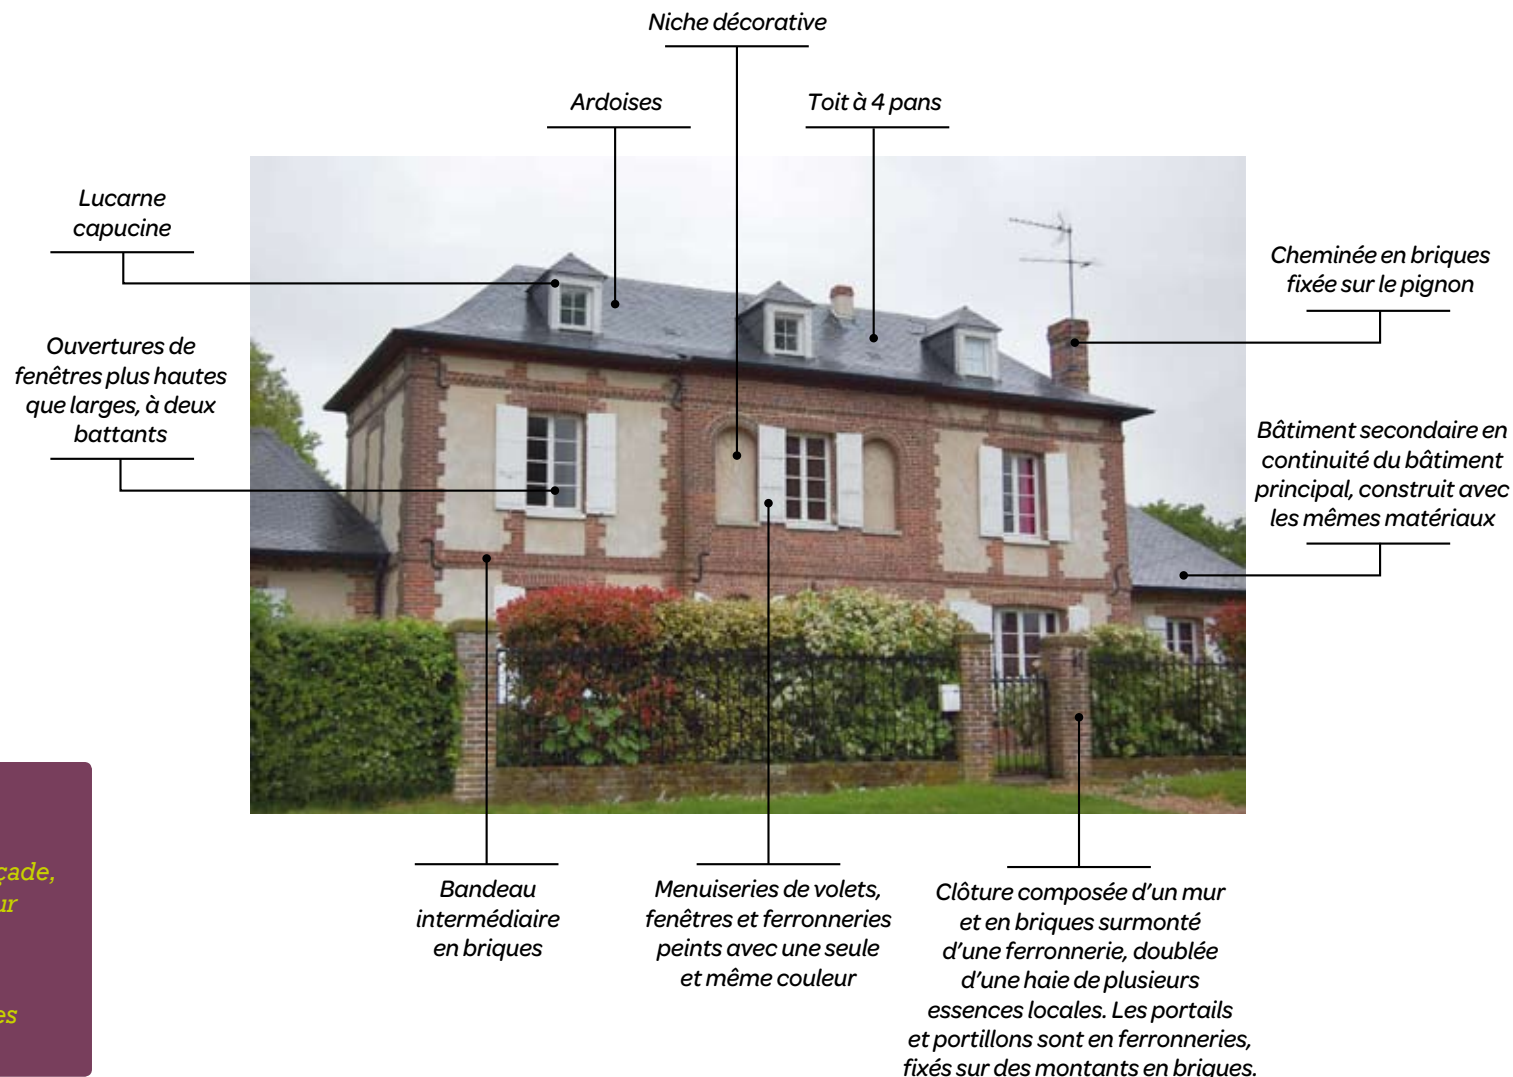 Niche décorative
Ardoises
Toit à 4 pans
Lucarne
capucine
Cheminée en briques
fixée sur le pignon
Ouvertures de
fenêtres plus hautes
que larges, à deux
battants
Bâtiment secondaire en
continuité du bâtiment
principal, construit avec
les mêmes matériaux
Bandeau
intermédiaire
en briques
Menuiseries de volets,
fenêtres et ferronneries
peints avec une seule
et même couleur
Clôture composée d'un mur
et en briques surmonté
d'une ferronnerie, doublée
d'une haie de plusieurs
essences locales. Les portails
et portillons sont en ferronneries,
fixés sur des montants en briques.